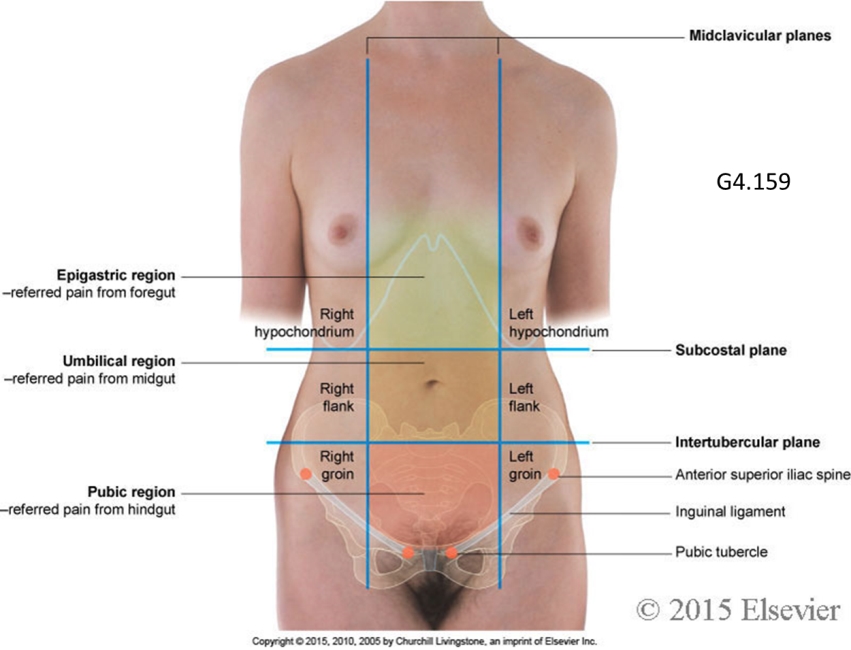 Midclavicular planes
G4.159
Epigastric region
–referred pain from foregut
Right
hypochondrium
Left
hypochondrium
Subcostal plane
Umbilical region
–referred pain from midgut
Right
flank
Left
flank
Intertubercular plane
Right
groin
Left
groin
Anterior superior iliac spine
Pubic region
–referred pain from hindgut
Inguinal ligament
Pubic tubercle
© 2015 Elsevier
Copyright © 2015, 2010, 2005 by Churchill Livingstone, an imprint of Elsevier Inc.